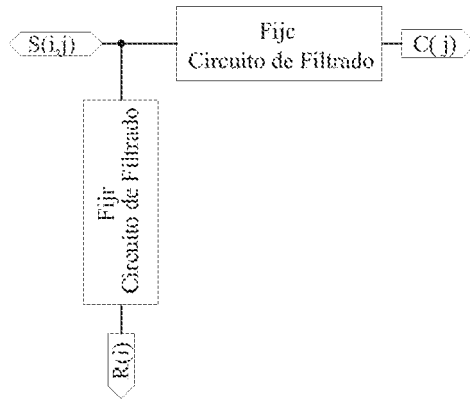 S(i,j)
Fijc
Circuito de Filtrado
C( j)
Fijr
Circuito de Filtrado
R(i)